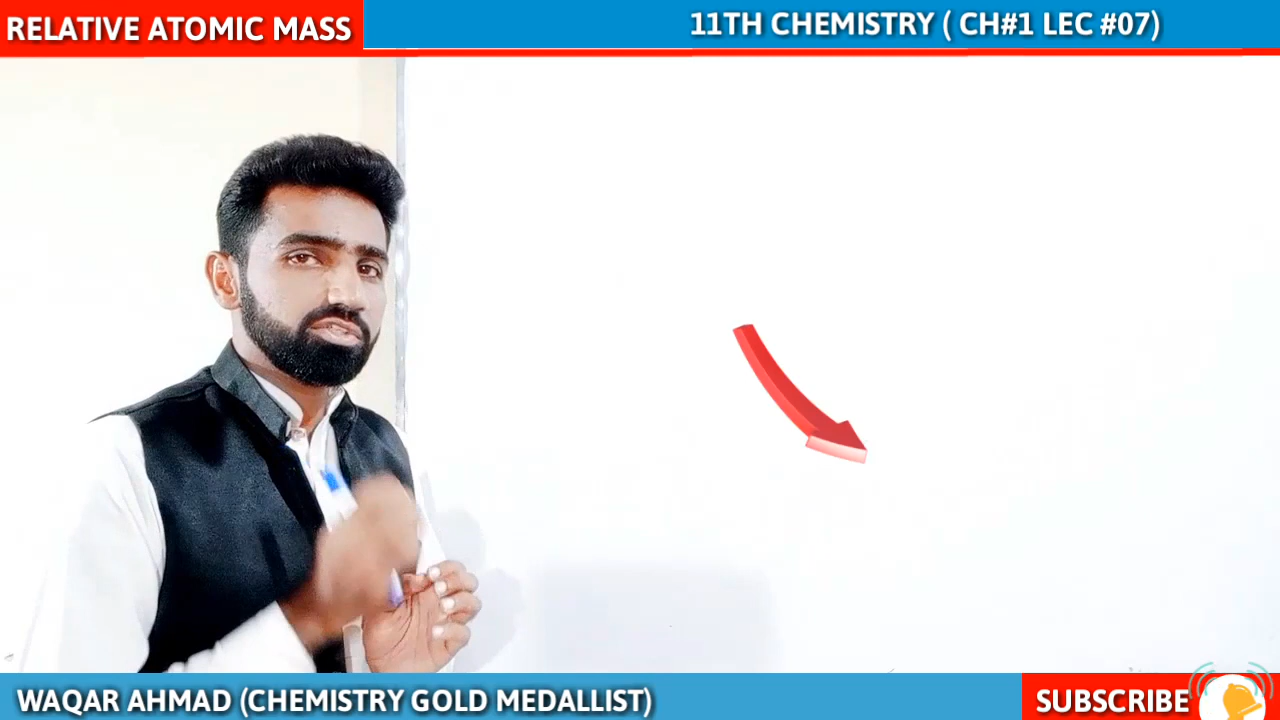 RELATIVE ATOMIC MASS
11TH CHEMISTRY ( CH#1 LEC #07)
WAQAR AHMAD (CHEMISTRY GOLD MEDALLIST)
SUBSCRIBE